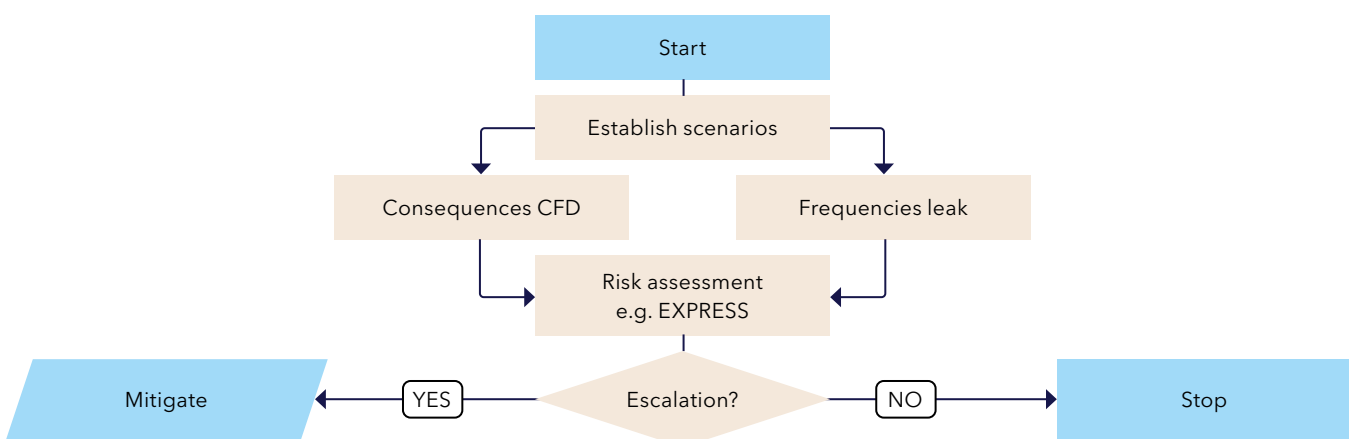 Start
Establish scenarios
Consequences CFD
Frequencies leak
Risk assessment
e.g. EXPRESS
Mitigate
YES
Escalation?
NO
Stop